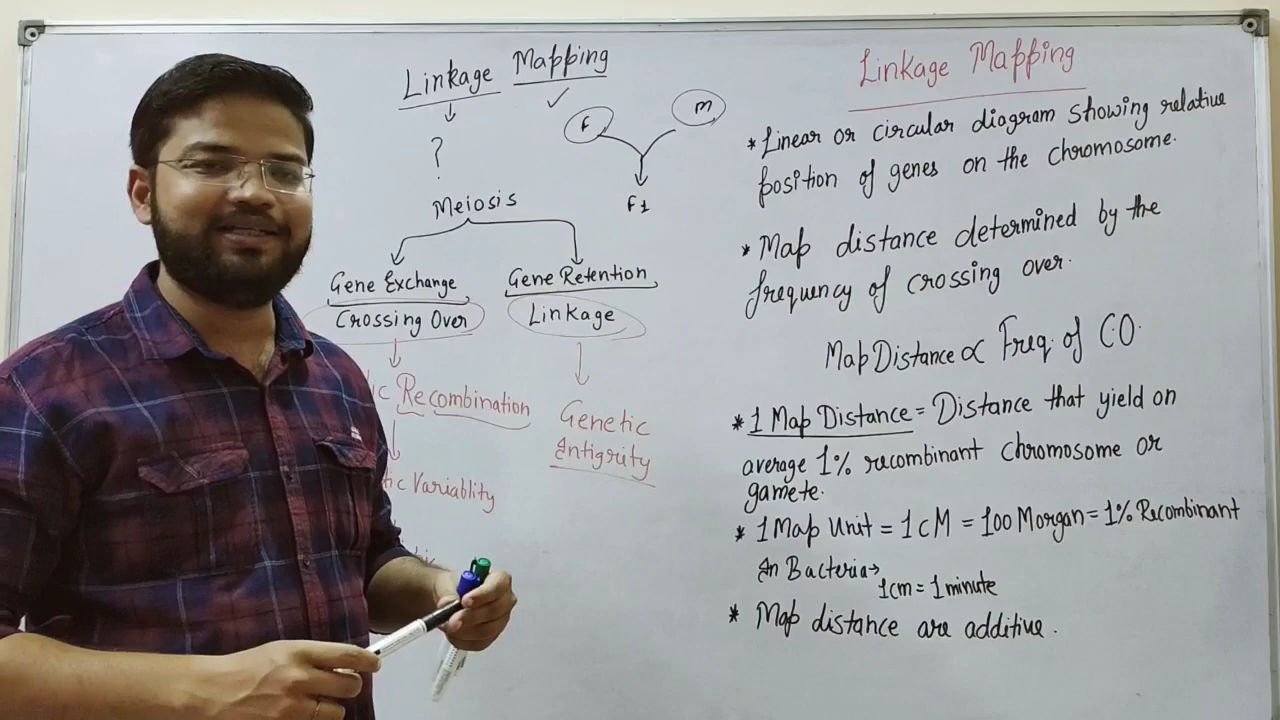 Linkage Mapping
?
f
m
F1
Meiosis
Gene Exchange
Crossing Over
Gene Retention
Linkage
Recombination
Variablity
Genetic
Antigrity
Linkage Mapping
* Linear or circular diagram showing relative
position of genes on the chromosome.
* Map distance determined by the
frequency of crossing over.
Map Distance ∝ Freq. of CO.
* 1 Map Distance = Distance that yield on
average 1% recombinant chromosome or
gamete.
* 1 Map Unit = 1cM = 100 Morgan = 1% Recombinant
In Bacteria →
1cm = 1 minute
* Map distance are additive.